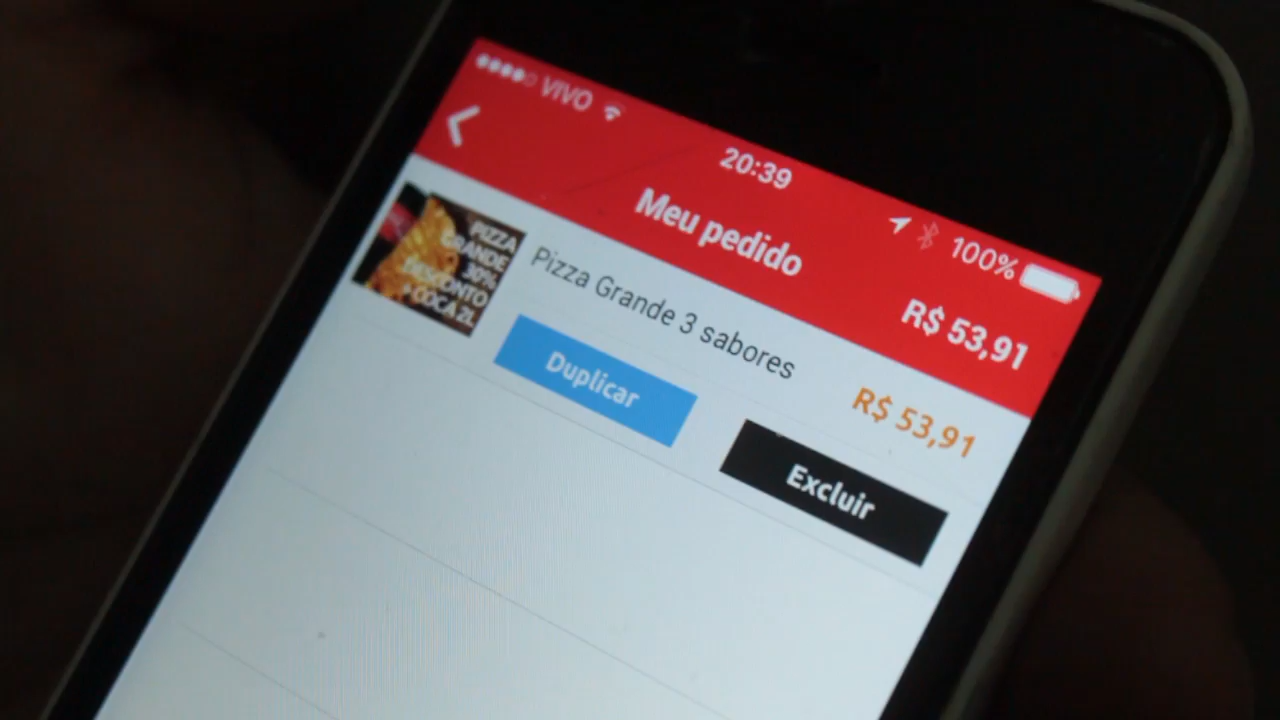 VIVO
20:39
100%
Meu pedido
R$ 53,91
PIZZA
GRANDE
30%
DESCONTO
+ COCA 2L
Pizza Grande 3 sabores
R$ 53,91
Duplicar
Excluir